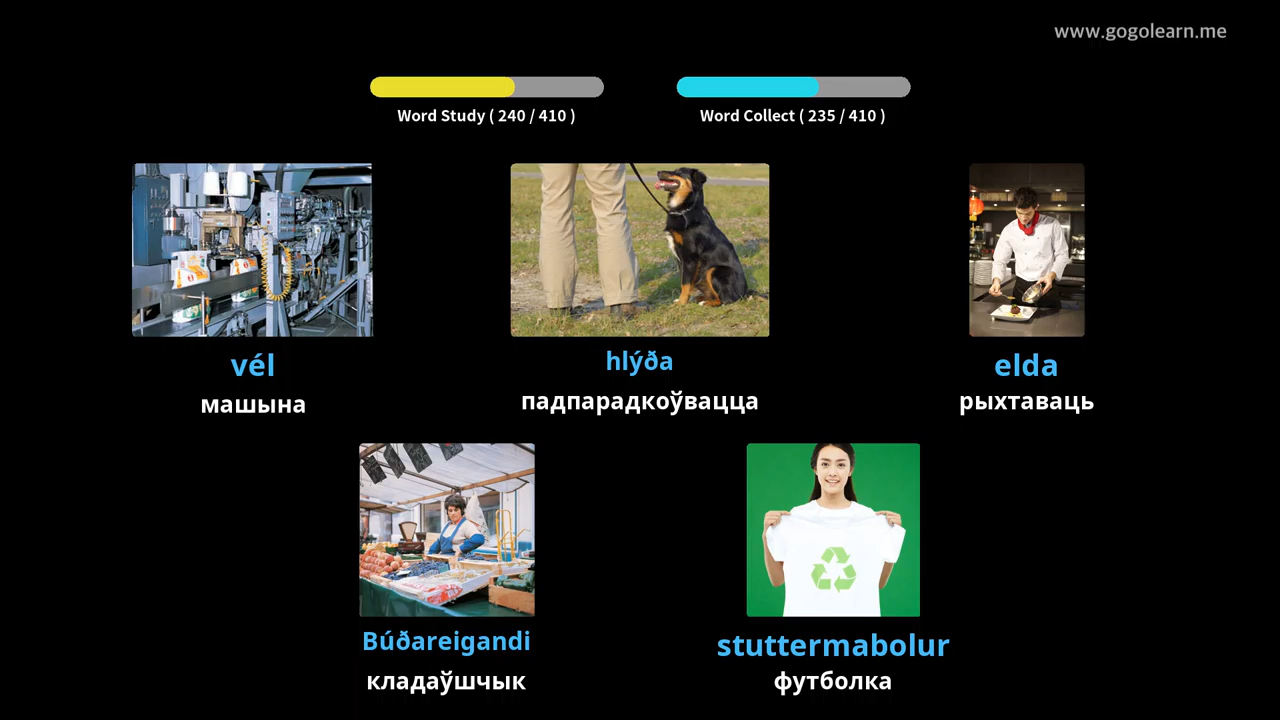 www.gogolearn.me
Word Study ( 240 / 410 )
Word Collect ( 235 / 410 )
vél
машына
hlýða
падпарадкоўвацца
elda
рыхтаваць
Búðareigandi
кладаўшчык
stuttermabolur
футболка